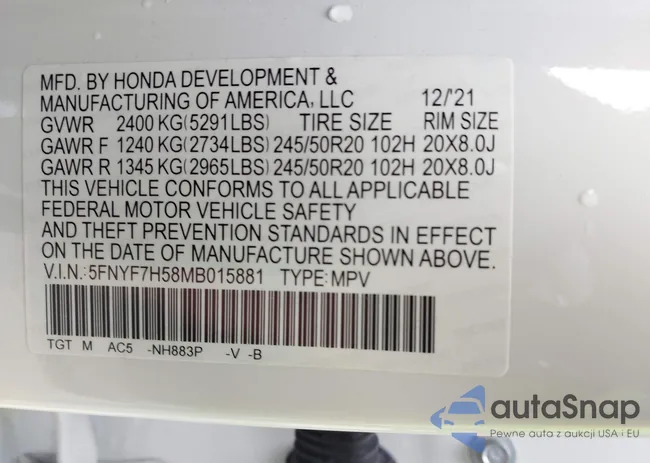 MFD. BY HONDA DEVELOPMENT &
MANUFACTURING OF AMERICA, LLC 12/'21
GVWR 2400 KG(5291LBS) TIRE SIZE RIM SIZE
GAWR F 1240 KG(2734LBS) 245/50R20 102H 20X8.0J
GAWR R 1345 KG(2965LBS) 245/50R20 102H 20X8.0J
THIS VEHICLE CONFORMS TO ALL APPLICABLE
FEDERAL MOTOR VEHICLE SAFETY
AND THEFT PREVENTION STANDARDS IN EFFECT
ON THE DATE OF MANUFACTURE SHOWN ABOVE.
V.I.N.:5FNYF7H58MB015881 TYPE:MPV
TGT M AC5 -NH883P -V -B
autaSnap
Pewne auta z aukcji USA i EU